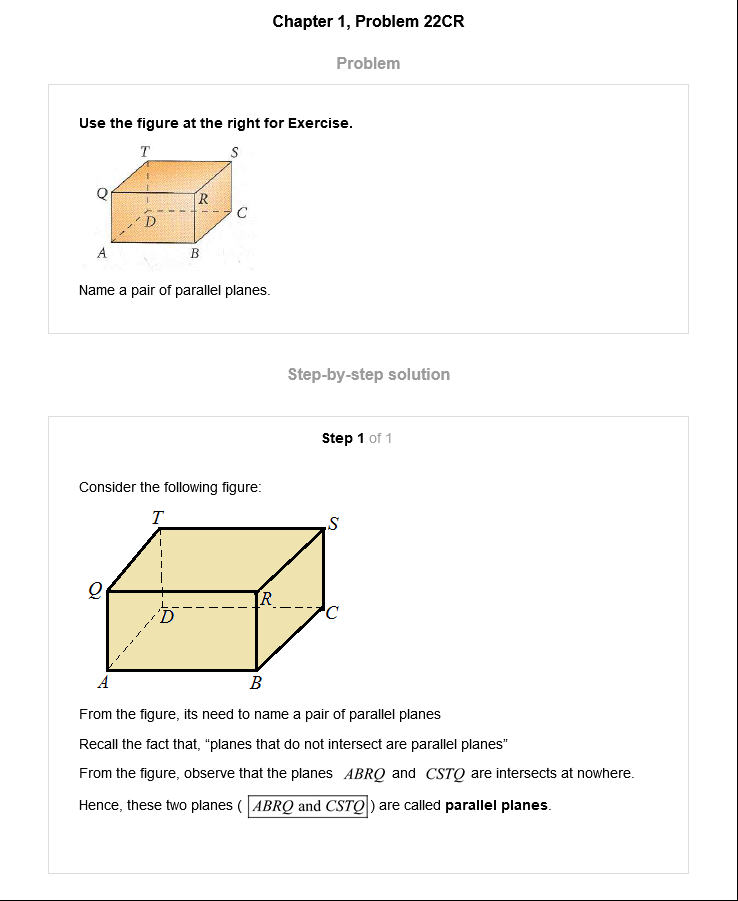 Chapter 1, Problem 22CR
Problem
Use the figure at the right for Exercise.
T S
Q R
D C
A B
Name a pair of parallel planes.
Step-by-step solution
Step 1 of 1
Consider the following figure:
T S
Q R
D C
A B
From the figure, its need to name a pair of parallel planes
Recall the fact that, “planes that do not intersect are parallel planes”
From the figure, observe that the planes ABRQ and CSTQ are intersects at nowhere.
Hence, these two planes ( ABRQ and CSTQ ) are called parallel planes.